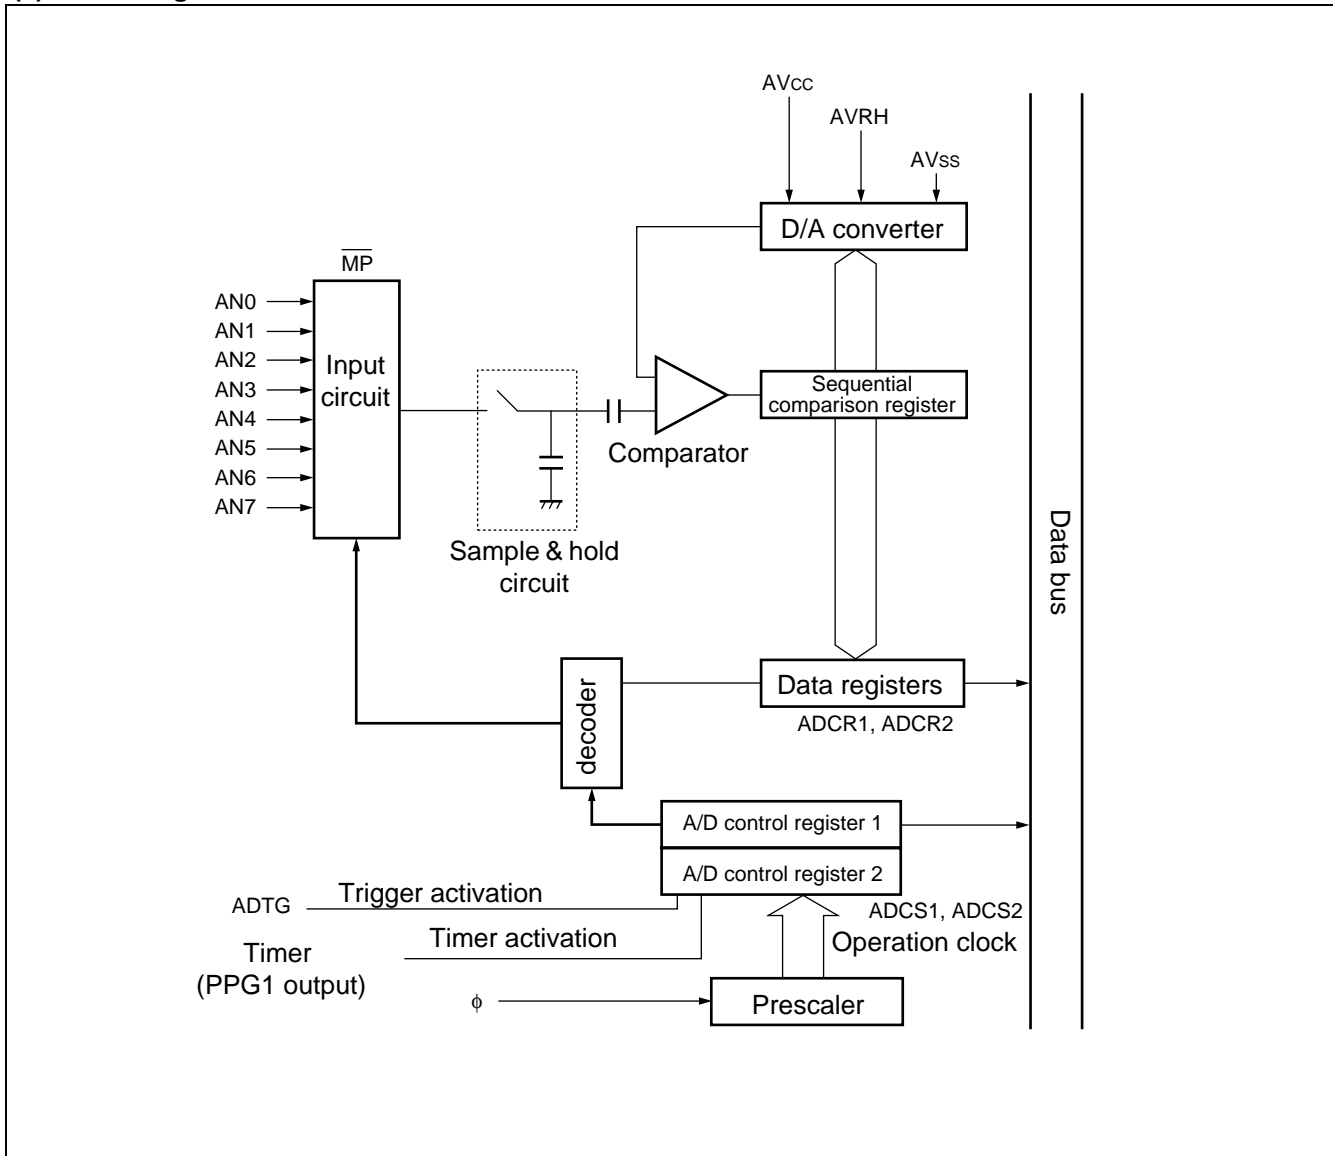 AVCC
AVRH
AVSS
D/A converter
MP
AN0
AN1
AN2
AN3
AN4
AN5
AN6
AN7
Input
circuit
Sequential
comparison register
Comparator
Sample & hold
circuit
Data bus
decoder
Data registers
ADCR1, ADCR2
A/D control register 1
A/D control register 2
ADTG
Trigger activation
ADCS1, ADCS2
Timer activation
Operation clock
Timer
(PPG1 output)
ϕ
Prescaler